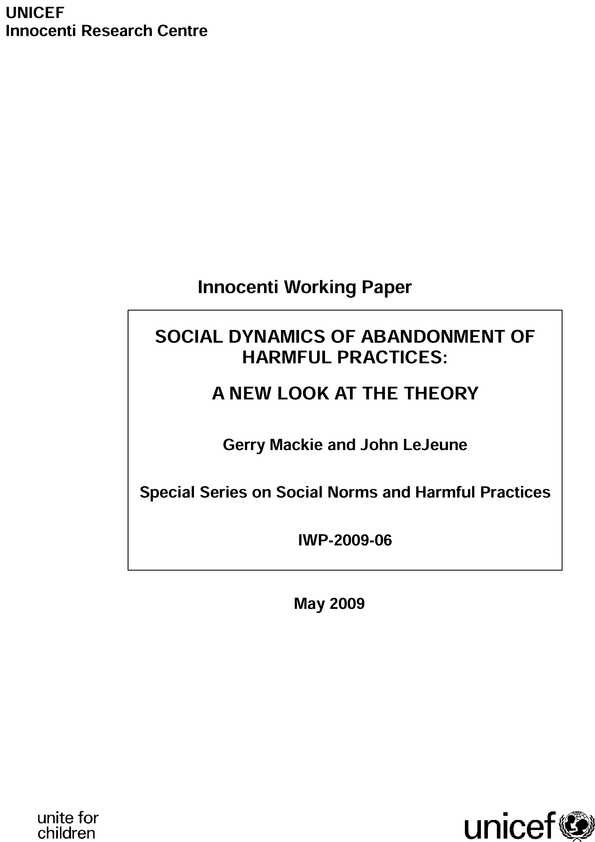 UNICEF
Innocenti Research Centre
Innocenti Working Paper
SOCIAL DYNAMICS OF ABANDONMENT OF
HARMFUL PRACTICES:
A NEW LOOK AT THE THEORY
Gerry Mackie and John LeJeune
Special Series on Social Norms and Harmful Practices
IWP-2009-06
May 2009
unite for
children
unicef